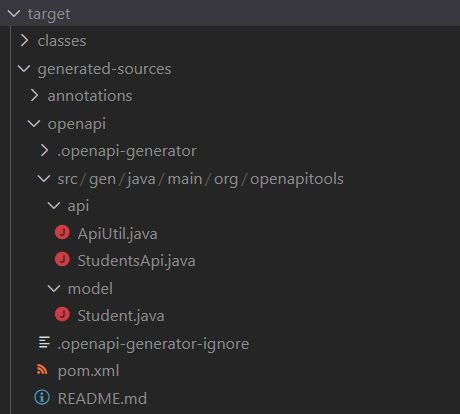 target
classes
generated-sources
annotations
openapi
.openapi-generator
src/gen/java/main/org/openapitools
api
J ApiUtil.java
J StudentsApi.java
model
J Student.java
.openapi-generator-ignore
pom.xml
README.md